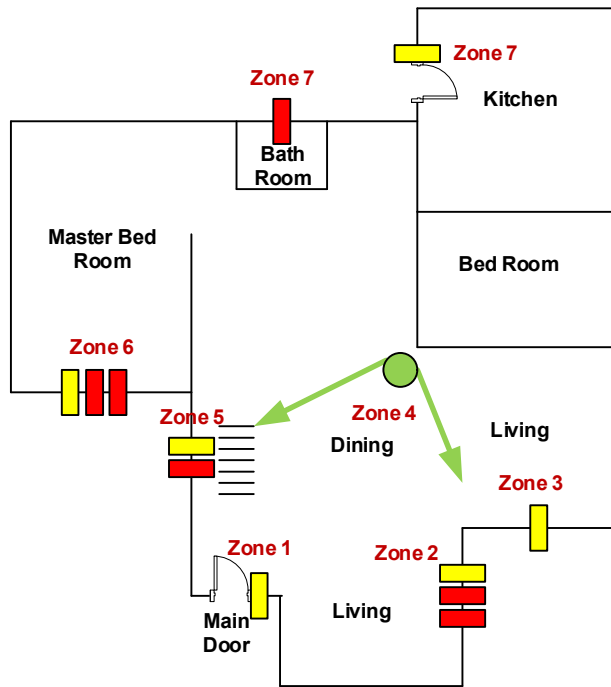 Zone 7
Kitchen
Zone 7
Bath
Room
Master Bed
Room
Bed Room
Zone 6
Zone 4
Zone 5
Dining
Living
Zone 3
Zone 1
Zone 2
Main
Door
Living